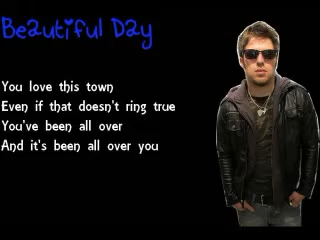 Beautiful Day
You love this town
Even if that doesn't ring true
You've been all over
And it's been all over you